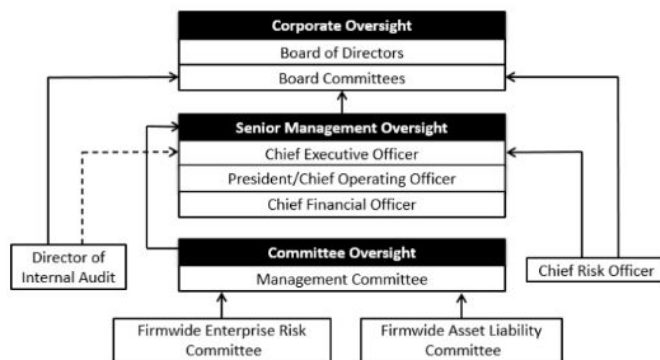 Corporate Oversight
Board of Directors
Board Committees
Senior Management Oversight
Chief Executive Officer
President/Chief Operating Officer
Chief Financial Officer
Director of
Internal Audit
Committee Oversight
Management Committee
Chief Risk Officer
Firmwide Enterprise Risk
Committee
Firmwide Asset Liability
Committee